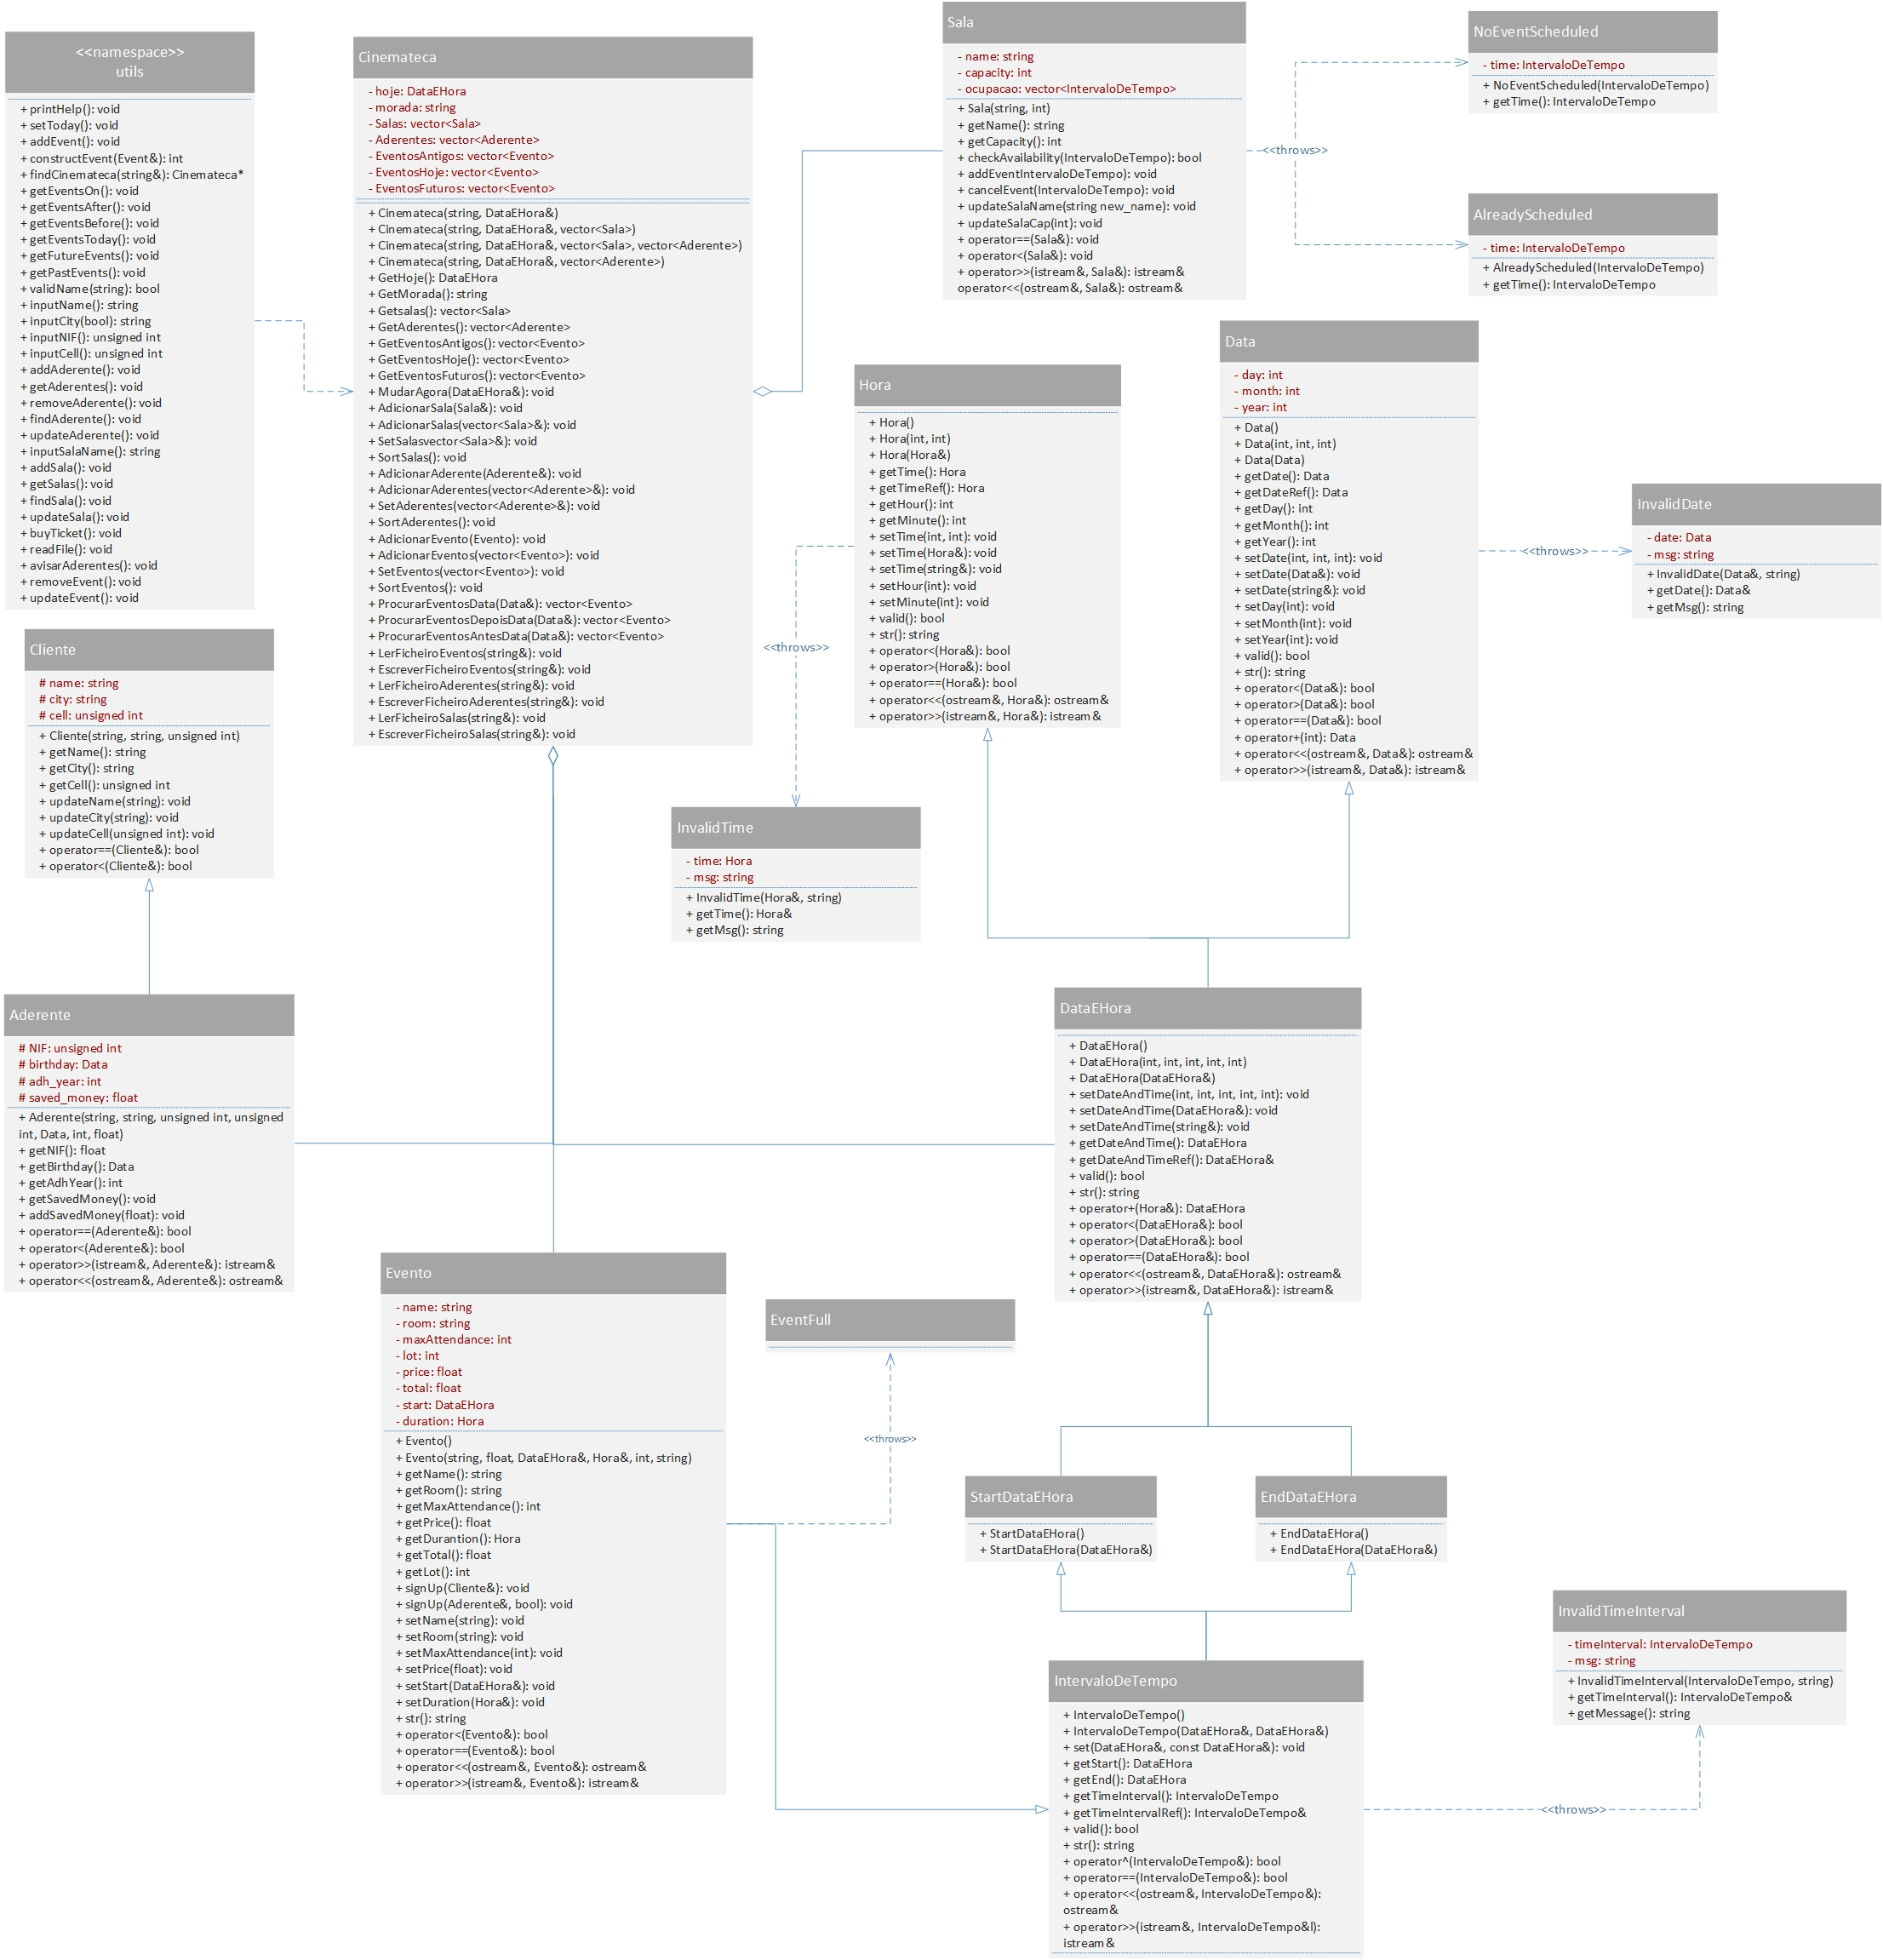 <<namespace>>
utils
+ printHelp(): void
+ setToday(): void
+ addEvent(): void
+ constructEvent(Event&): int
+ findCinemateca(string&): Cinemateca*
+ getEventsOn(): void
+ getEventsAfter(): void
+ getEventsBefore(): void
+ getEventsToday(): void
+ getFutureEvents(): void
+ getPastEvents(): void
+ validName(string): bool
+ inputName(): string
+ inputCity(bool): string
+ inputNIF(): unsigned int
+ inputCell(): unsigned int
+ addAderente(): void
+ getAderentes(): void
+ removeAderente(): void
+ findAderente(): void
+ updateAderente(): void
+ inputSalaName(): string
+ addSala(): void
+ getSalas(): void
+ findSala(): void
+ updateSala(): void
+ buyTicket(): void
+ readFile(): void
+ avisarAderentes(): void
+ removeEvent(): void
+ updateEvent(): void
Cinemateca
- hoje: DataEHora
- morada: string
- Salas: vector<Sala>
- Aderentes: vector<Aderente>
- EventosAntigos: vector<Evento>
- EventosHoje: vector<Evento>
- EventosFuturos: vector<Evento>
+ Cinemateca(string, DataEHora&)
+ Cinemateca(string, DataEHora&, vector<Sala>)
+ Cinemateca(string, DataEHora&, vector<Sala>, vector<Aderente>)
+ Cinemateca(string, DataEHora&, vector<Aderente>)
+ GetHoje(): DataEHora
+ GetMorada(): string
+ Getsalas(): vector<Sala>
+ GetAderentes(): vector<Aderente>
+ GetEventosAntigos(): vector<Evento>
+ GetEventosHoje(): vector<Evento>
+ GetEventosFuturos(): vector<Evento>
+ MudarAgora(DataEHora&): void
+ AdicionarSala(Sala&): void
+ AdicionarSalas(vector<Sala>&): void
+ SetSalasvector<Sala>&): void
+ SortSalas(): void
+ AdicionarAderente(Aderente&): void
+ AdicionarAderentes(vector<Aderente>&): void
+ SetAderentes(vector<Aderente>&): void
+ SortAderentes(): void
+ AdicionarEvento(Evento): void
+ AdicionarEventos(vector<Evento>): void
+ SetEventos(vector<Evento>): void
+ SortEventos(): void
+ ProcurarEventosData(Data&): vector<Evento>
+ ProcurarEventosDepoisData(Data&): vector<Evento>
+ ProcurarEventosAntesData(Data&): vector<Evento>
+ LerFicheiroEventos(string&): void
+ EscreverFicheiroEventos(string&): void
+ LerFicheiroAderentes(string&): void
+ EscreverFicheiroAderentes(string&): void
+ LerFicheiroSalas(string&): void
+ EscreverFicheiroSalas(string&): void
Sala
- name: string
- capacity: int
- ocupacao: vector<IntervaloDeTempo>
+ Sala(string, int)
+ getName(): string
+ getCapacity(): int
+ checkAvailability(IntervaloDeTempo): bool
+ addEventIntervaloDeTempo): void
+ cancelEvent(IntervaloDeTempo): void
+ updateSalaName(string new_name): void
+ updateSalaCap(int): void
+ operator==(Sala&): void
+ operator<(Sala&): void
+ operator>>(istream&, Sala&): istream&
operator<<(ostream&, Sala&): ostream&
<<throws>>
NoEventScheduled
- time: IntervaloDeTempo
+ NoEventScheduled(IntervaloDeTempo)
+ getTime(): IntervaloDeTempo
AlreadyScheduled
- time: IntervaloDeTempo
+ AlreadyScheduled(IntervaloDeTempo)
+ getTime(): IntervaloDeTempo
Hora
+ Hora()
+ Hora(int, int)
+ Hora(Hora&)
+ getTime(): Hora
+ getTimeRef(): Hora
+ getHour(): int
+ getMinute(): int
+ setTime(int, int): void
+ setTime(Hora&): void
+ setTime(string&): void
+ setHour(int): void
+ setMinute(int): void
+ valid(): bool
+ str(): string
+ operator<(Hora&): bool
+ operator>(Hora&): bool
+ operator==(Hora&): bool
+ operator<<(ostream&, Hora&): ostream&
+ operator>>(istream&, Hora&): istream&
<<throws>>
Data
- day: int
- month: int
- year: int
+ Data()
+ Data(int, int, int)
+ Data(Data)
+ getDate(): Data
+ getDateRef(): Data
+ getDay(): int
+ getMonth(): int
+ getYear(): int
+ setDate(int, int, int): void
+ setDate(Data&): void
+ setDate(string&): void
+ setDay(int): void
+ setMonth(int): void
+ setYear(int): void
+ valid(): bool
+ str(): string
+ operator<(Data&): bool
+ operator>(Data&): bool
+ operator==(Data&): bool
+ operator+(int): Data
+ operator<<(ostream&, Data&): ostream&
+ operator>>(istream&, Data&): istream&
<<throws>>
InvalidDate
- date: Data
- msg: string
+ InvalidDate(Data&, string)
+ getDate(): Data&
+ getMsg(): string
Cliente
# name: string
# city: string
# cell: unsigned int
+ Cliente(string, string, unsigned int)
+ getName(): string
+ getCity(): string
+ getCell(): unsigned int
+ updateName(string): void
+ updateCity(string): void
+ updateCell(unsigned int): void
+ operator==(Cliente&): bool
+ operator<(Cliente&): bool
InvalidTime
- time: Hora
- msg: string
+ InvalidTime(Hora&, string)
+ getTime(): Hora&
+ getMsg(): string
Aderente
# NIF: unsigned int
# birthday: Data
# adh_year: int
# saved_money: float
+ Aderente(string, string, unsigned int, unsigned
int, Data, int, float)
+ getNIF(): float
+ getBirthday(): Data
+ getAdhYear(): int
+ getSavedMoney(): void
+ addSavedMoney(float): void
+ operator==(Aderente&): bool
+ operator<(Aderente&): bool
+ operator>>(istream&, Aderente&): istream&
+ operator<<(ostream&, Aderente&): ostream&
DataEHora
+ DataEHora()
+ DataEHora(int, int, int, int, int)
+ DataEHora(DataEHora&)
+ setDateAndTime(int, int, int, int, int): void
+ setDateAndTime(DataEHora&): void
+ setDateAndTime(string&): void
+ getDateAndTime(): DataEHora
+ getDateAndTimeRef(): DataEHora&
+ valid(): bool
+ str(): string
+ operator+(Hora&): DataEHora
+ operator<(DataEHora&): bool
+ operator>(DataEHora&): bool
+ operator==(DataEHora&): bool
+ operator<<(ostream&, DataEHora&): ostream&
+ operator>>(istream&, DataEHora&): istream&
Evento
- name: string
- room: string
- maxAttendance: int
- lot: int
- price: float
- total: float
- start: DataEHora
- duration: Hora
+ Evento()
+ Evento(string, float, DataEHora&, Hora&, int, string)
+ getName(): string
+ getRoom(): string
+ getMaxAttendance(): int
+ getPrice(): float
+ getDurantion(): Hora
+ getTotal(): float
+ getLot(): int
+ signUp(Cliente&): void
+ signUp(Aderente&, bool): void
+ setName(string): void
+ setRoom(string): void
+ setMaxAttendance(int): void
+ setPrice(float): void
+ setStart(DataEHora&): void
+ setDuration(Hora&): void
+ str(): string
+ operator<(Evento&): bool
+ operator==(Evento&): bool
+ operator<<(ostream&, Evento&): ostream&
+ operator>>(istream&, Evento&): istream&
EventFull
<<throws>>
StartDataEHora
+ StartDataEHora()
+ StartDataEHora(DataEHora&)
EndDataEHora
+ EndDataEHora()
+ EndDataEHora(DataEHora&)
IntervaloDeTempo
+ IntervaloDeTempo()
+ IntervaloDeTempo(DataEHora&, DataEHora&)
+ set(DataEHora&, const DataEHora&): void
+ getStart(): DataEHora
+ getEnd(): DataEHora
+ getTimeInterval(): IntervaloDeTempo
+ getTimeIntervalRef(): IntervaloDeTempo&
+ valid(): bool
+ str(): string
+ operator^(IntervaloDeTempo&): bool
+ operator==(IntervaloDeTempo&): bool
+ operator<<(ostream&, IntervaloDeTempo&):
ostream&
+ operator>>(istream&, IntervaloDeTempo&l):
istream&
<<throws>>
InvalidTimeInterval
- timeInterval: IntervaloDeTempo
- msg: string
+ InvalidTimeInterval(IntervaloDeTempo, string)
+ getTimeInterval(): IntervaloDeTempo&
+ getMessage(): string